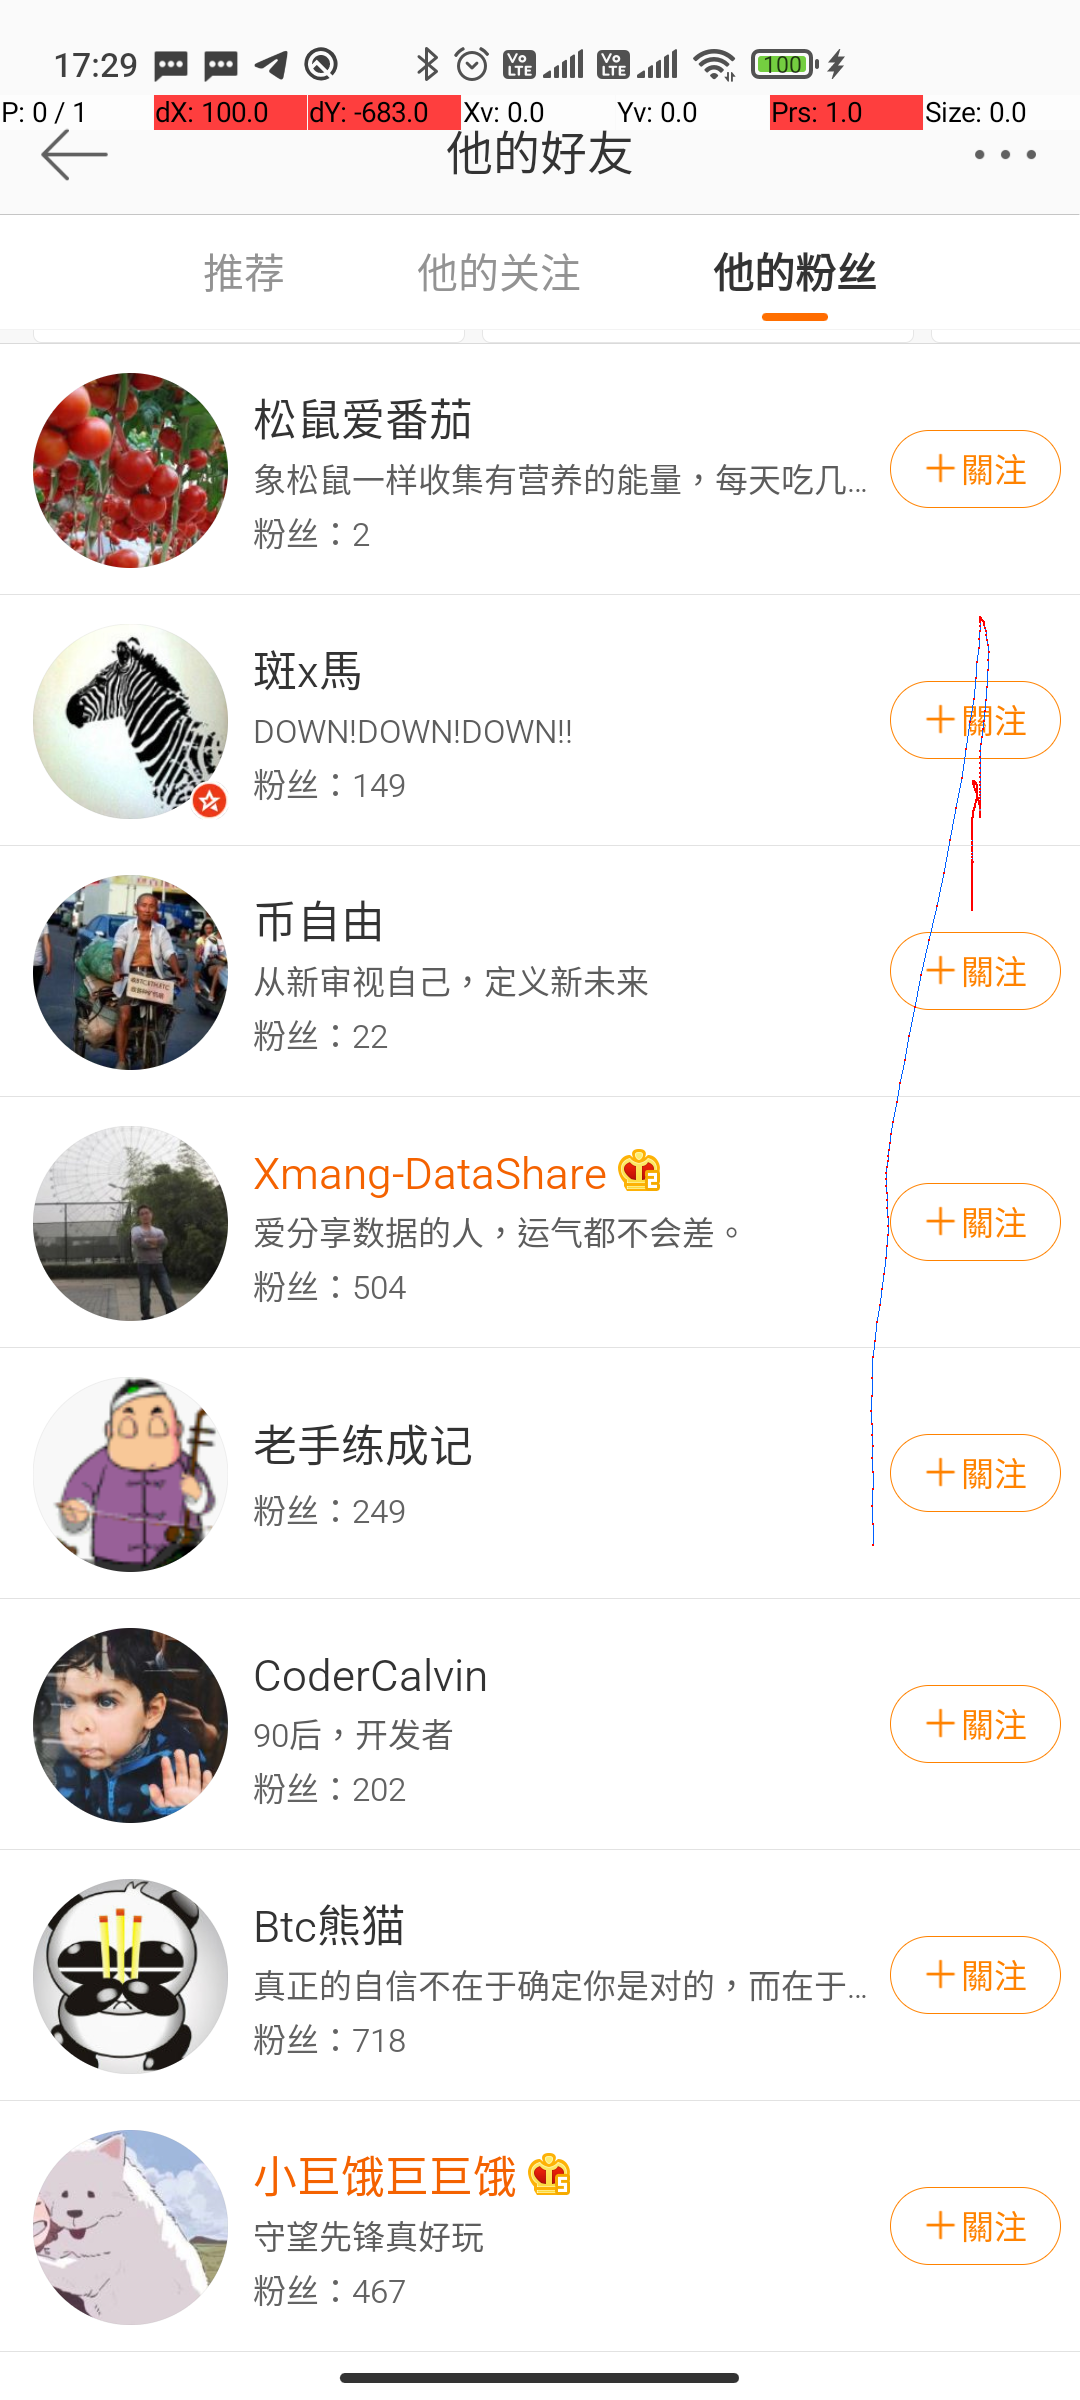 17:29
100
P: 0 / 1 dX: 100.0 dY: -683.0 Xv: 0.0 Yv: 0.0 Prs: 1.0 Size: 0.0
他的好友
推荐 他的关注 他的粉丝
松鼠爱番茄
象松鼠一样收集有营养的能量，每天吃几...
粉丝：2
＋關注
斑x馬
DOWN!DOWN!DOWN!!
粉丝：149
＋關注
币自由
从新审视自己，定义新未来
粉丝：22
＋關注
Xmang-DataShare
爱分享数据的人，运气都不会差。
粉丝：504
＋關注
老手练成记
粉丝：249
＋關注
CoderCalvin
90后，开发者
粉丝：202
＋關注
Btc熊猫
真正的自信不在于确定你是对的，而在于...
粉丝：718
＋關注
小巨饿巨巨饿
守望先锋真好玩
粉丝：467
＋關注